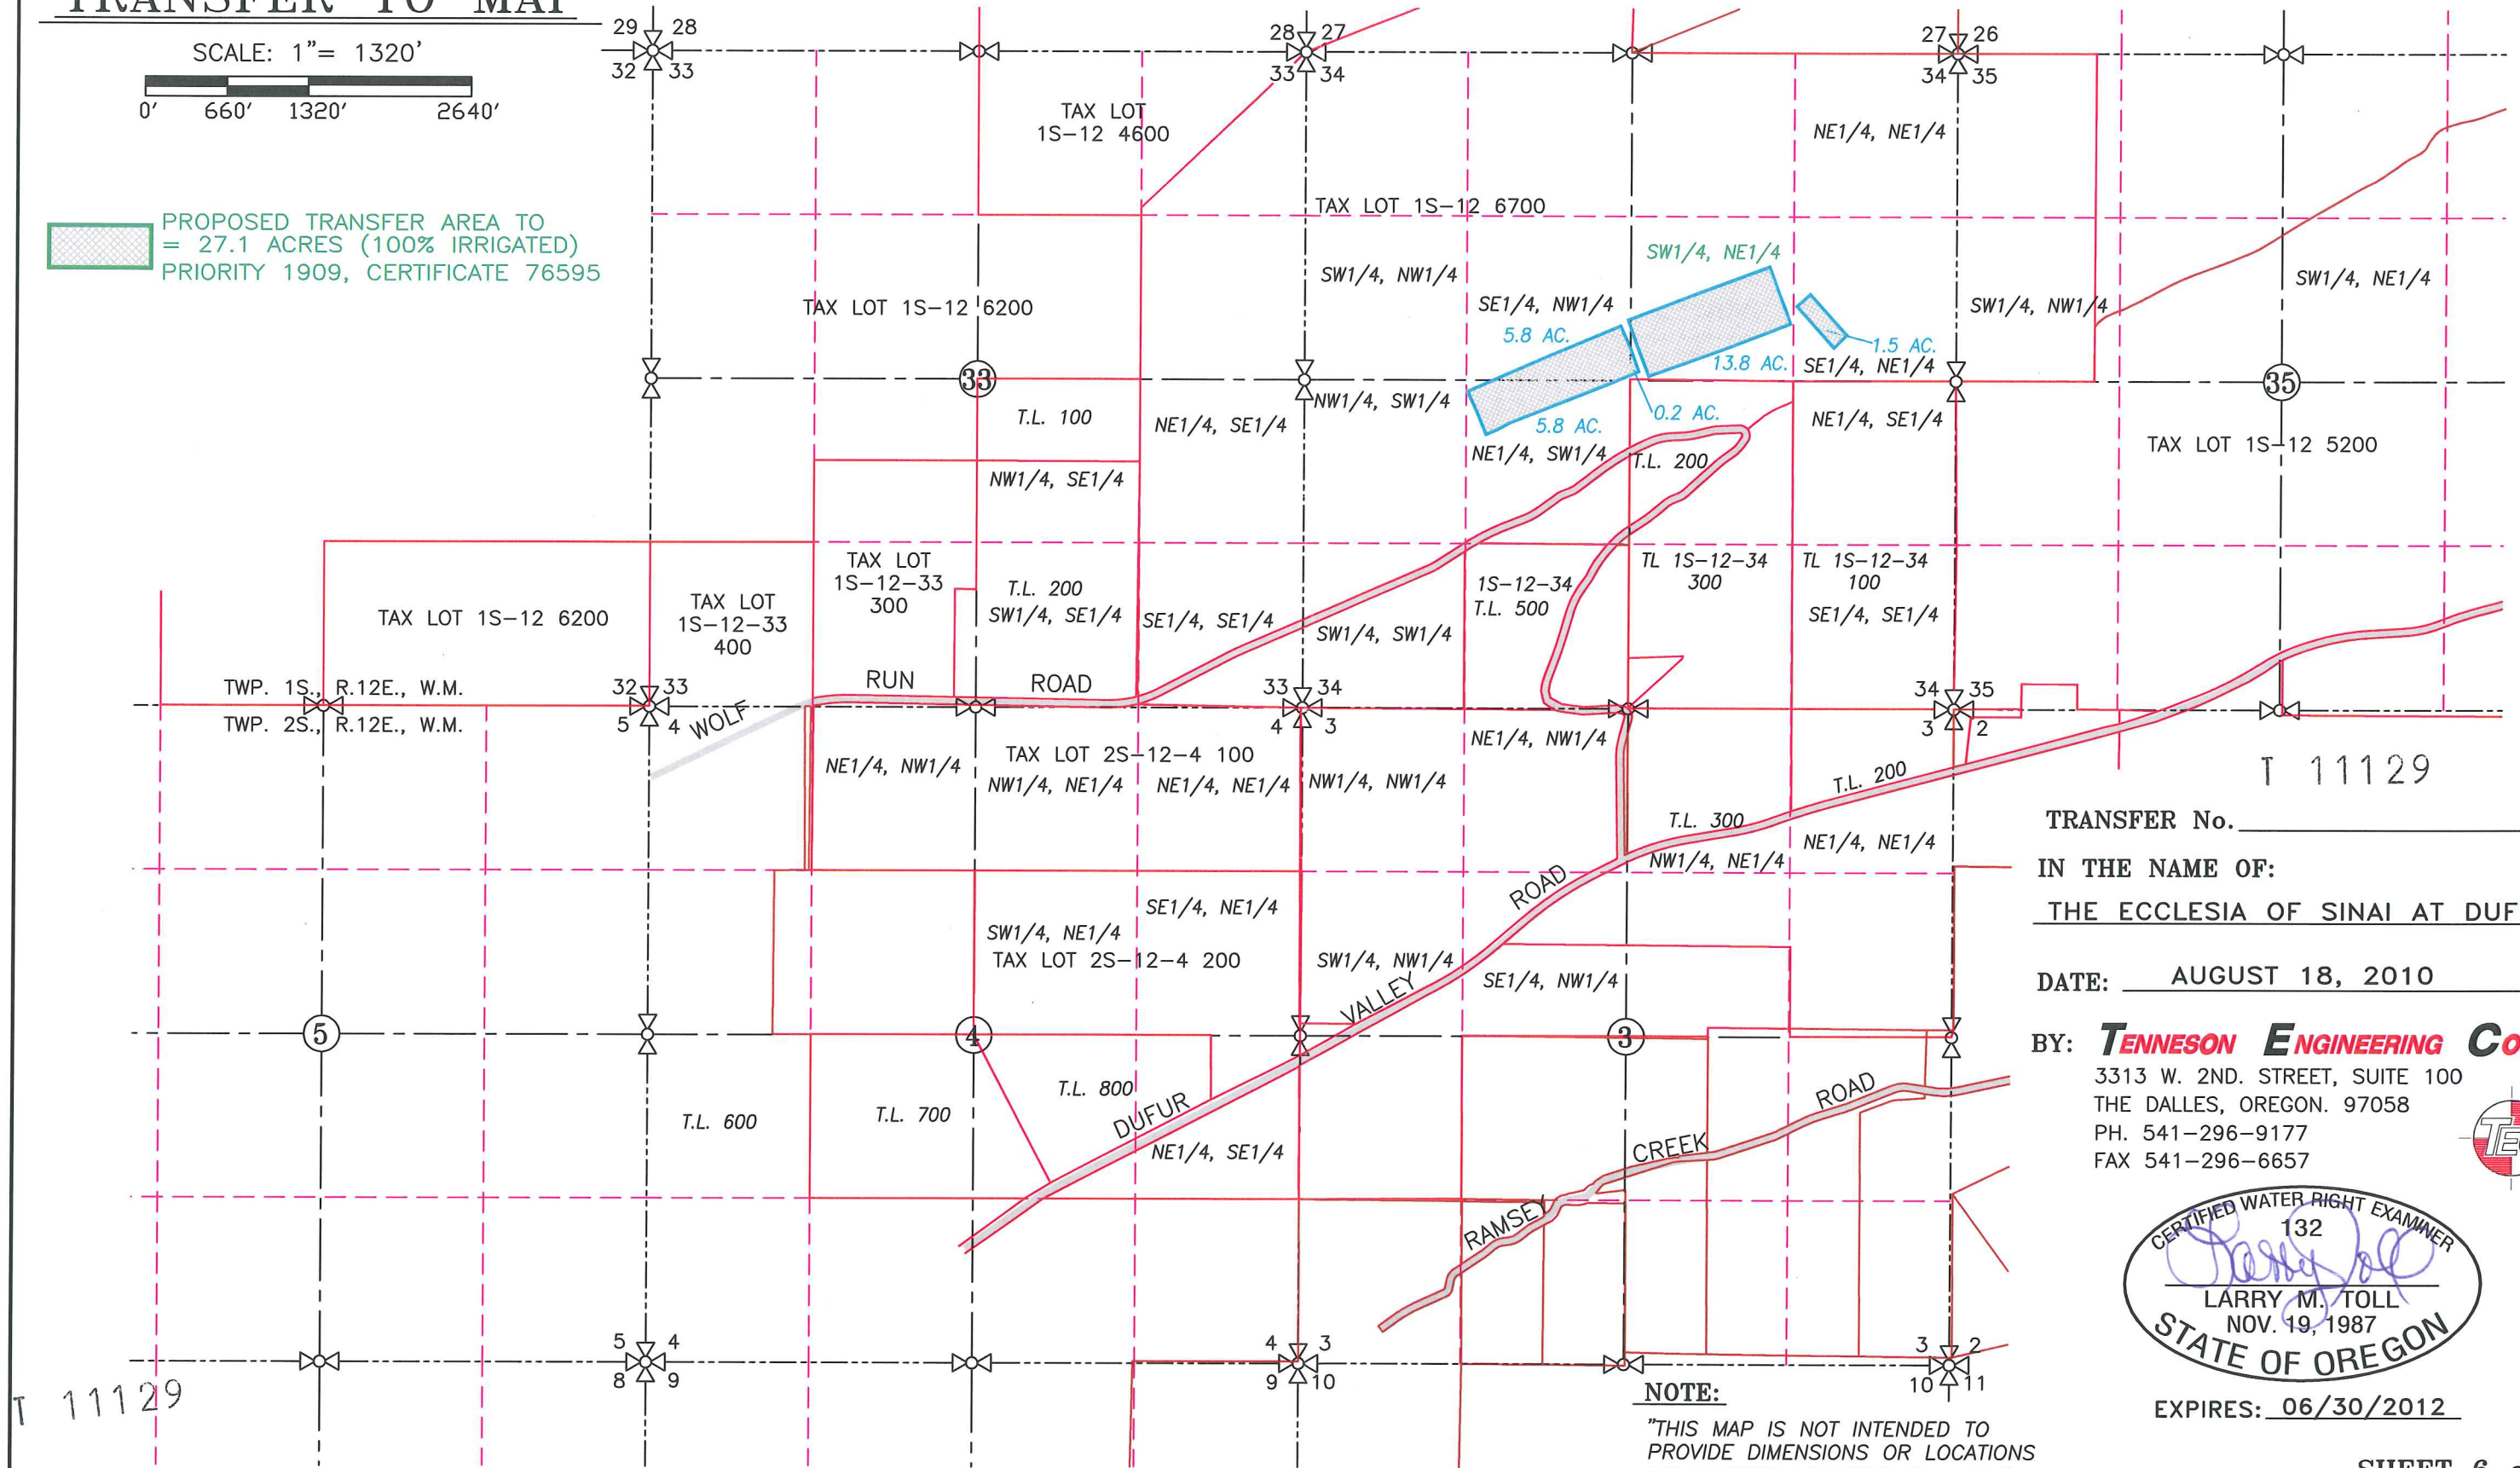 TRANSFER TO MAP
SCALE: 1"= 1320'
0' 660' 1320' 2640'
PROPOSED TRANSFER AREA TO
= 27.1 ACRES (100% IRRIGATED)
PRIORITY 1909, CERTIFICATE 76595
29 28
32 33
28 27
33 34
27 26
34 35
TAX LOT
1S-12 4600
NE1/4, NE1/4
TAX LOT 1S-12 6700
SW1/4, NE1/4
SW1/4, NW1/4
SE1/4, NW1/4
SW1/4, NW1/4
SW1/4, NE1/4
TAX LOT 1S-12 6200
5.8 AC.
13.8 AC.
1.5 AC.
SE1/4, NE1/4
33
35
T.L. 100
NE1/4, SE1/4
NW1/4, SW1/4
5.8 AC.
0.2 AC.
NE1/4, SE1/4
TAX LOT 1S-12 5200
NE1/4, SW1/4
T.L. 200
NW1/4, SE1/4
TAX LOT
1S-12-33
300
T.L. 200
SW1/4, SE1/4
SE1/4, SE1/4
SW1/4, SW1/4
1S-12-34
T.L. 500
TL 1S-12-34
300
TL 1S-12-34
100
SE1/4, SE1/4
TAX LOT 1S-12 6200
TAX LOT
1S-12-33
400
TWP. 1S., R.12E., W.M.
TWP. 2S., R.12E., W.M.
32 33
5 4
WOLF RUN ROAD
33 34
4 3
34 35
3 2
NE1/4, NW1/4
TAX LOT 2S-12-4 100
NW1/4, NE1/4
NE1/4, NE1/4
NW1/4, NW1/4
NE1/4, NW1/4
T.L. 200
T.L. 300
NW1/4, NE1/4
NE1/4, NE1/4
SE1/4, NE1/4
SW1/4, NE1/4
TAX LOT 2S-12-4 200
SW1/4, NW1/4
SE1/4, NW1/4
DUFUR VALLEY ROAD
5
4
3
T.L. 600
T.L. 700
T.L. 800
NE1/4, SE1/4
RAMSEY CREEK ROAD
5 4
8 9
4 3
9 10
3 2
10 11
T 11129
T 11129
TRANSFER No.
IN THE NAME OF:
THE ECCLESIA OF SINAI AT DUF
DATE: AUGUST 18, 2010
BY: TENNESON ENGINEERING CO
3313 W. 2ND. STREET, SUITE 100
THE DALLES, OREGON. 97058
PH. 541-296-9177
FAX 541-296-6657
TE
CERTIFIED WATER RIGHT EXAMINER
132
LARRY M. TOLL
NOV. 19, 1987
STATE OF OREGON
EXPIRES: 06/30/2012
NOTE:
"THIS MAP IS NOT INTENDED TO
PROVIDE DIMENSIONS OR LOCATIONS
SHEET 6